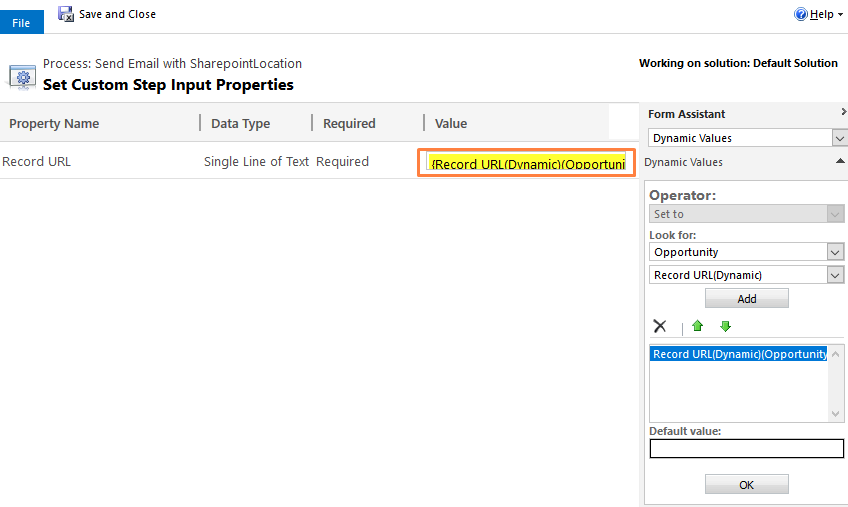 File
Save and Close
Help
Process: Send Email with SharepointLocation
Set Custom Step Input Properties
Working on solution: Default Solution
Property Name Data Type Required Value
Record URL Single Line of Text Required {Record URL(Dynamic)(Opportuni
Form Assistant
Dynamic Values
Dynamic Values
Operator:
Set to
Look for:
Opportunity
Record URL(Dynamic)
Add
Record URL(Dynamic)(Opportunity
Default value:
OK